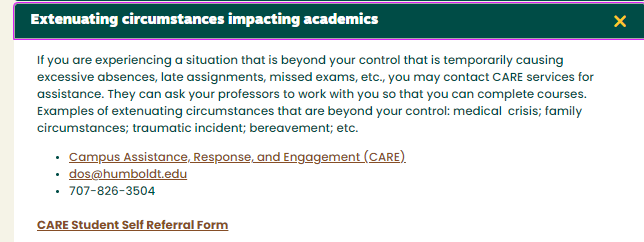 Extenuating circumstances impacting academics
If you are experiencing a situation that is beyond your control that is temporarily causing
excessive absences, late assignments, missed exams, etc., you may contact CARE services for
assistance. They can ask your professors to work with you so that you can complete courses.
Examples of extenuating circumstances that are beyond your control: medical crisis; family
circumstances; traumatic incident; bereavement; etc.
• Campus Assistance, Response, and Engagement (CARE)
• dos@humboldt.edu
• 707-826-3504
CARE Student Self Referral Form